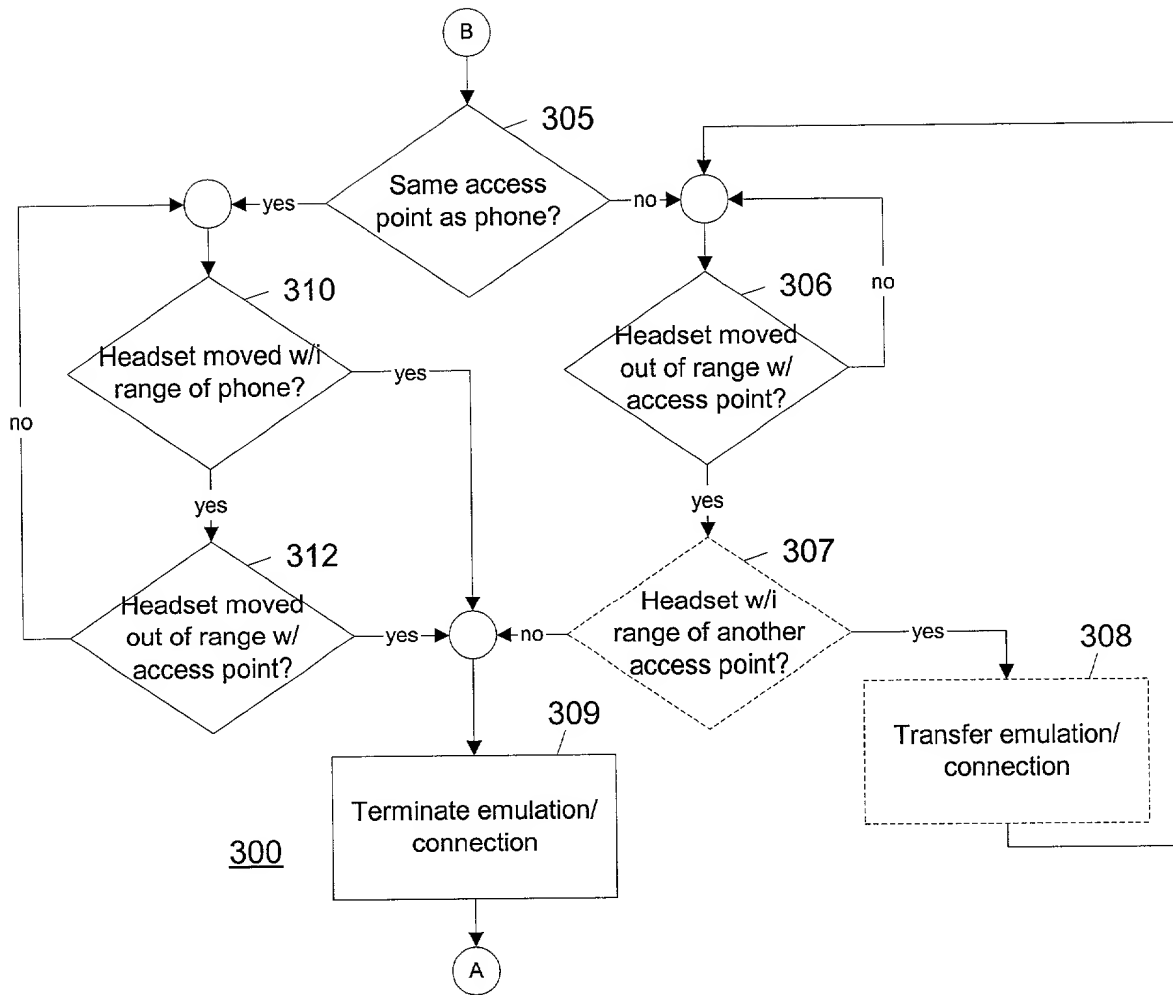 B
305
Same access
point as phone?
yes
no
310
Headset moved w/i
range of phone?
yes
no
yes
306
Headset moved
out of range w/
access point?
no
yes
312
Headset moved
out of range w/
access point?
yes
307
Headset w/i
range of another
access point?
no
yes
308
Transfer emulation/
connection
309
Terminate emulation/
connection
300
A